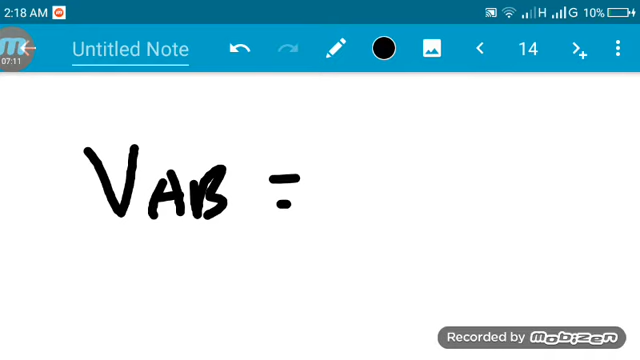 2:18 AM H G 10%
07:11 Untitled Note 14
VAB =
Recorded by MOBIZEN